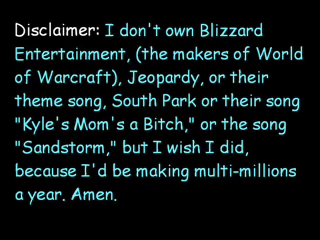 Disclaimer: I don't own Blizzard
Entertainment, (the makers of World
of Warcraft), Jeopardy, or their
theme song, South Park or their song
"Kyle's Mom's a Bitch," or the song
"Sandstorm," but I wish I did,
because I'd be making multi-millions
a year. Amen.